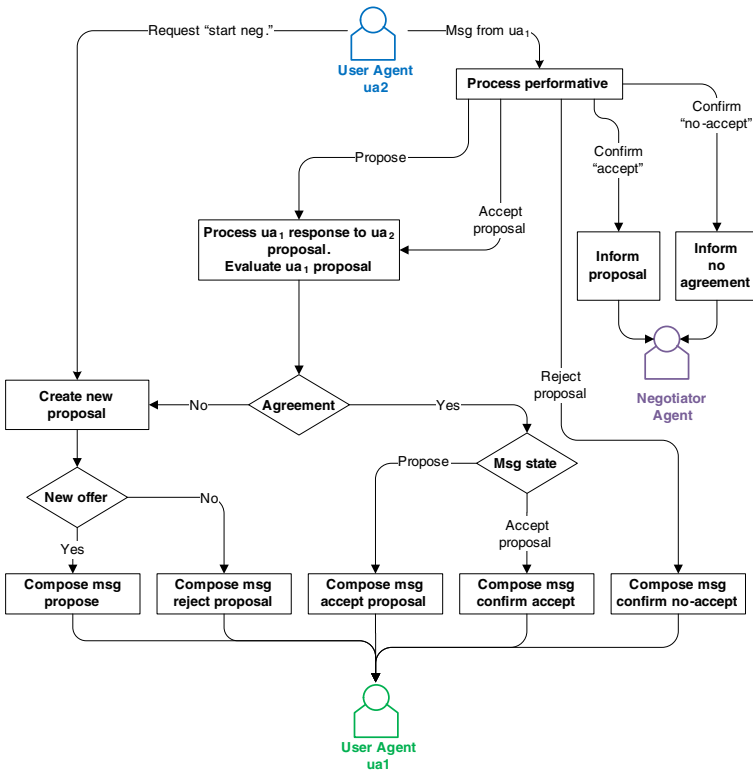 Request “start neg.”
Msg from ua₁
User Agent
ua2
Process performative
Confirm
“no-accept”
Propose
Confirm
“accept”
Accept
proposal
Process ua₁ response to ua₂
proposal.
Evaluate ua₁ proposal
Inform
proposal
Inform
no
agreement
Create new
proposal
No
Agreement
Yes
Reject
proposal
Negotiator
Agent
Propose
Msg state
New offer
No
Yes
Accept
proposal
Compose msg
propose
Compose msg
reject proposal
Compose msg
accept proposal
Compose msg
confirm accept
Compose msg
confirm no-accept
User Agent
ua1